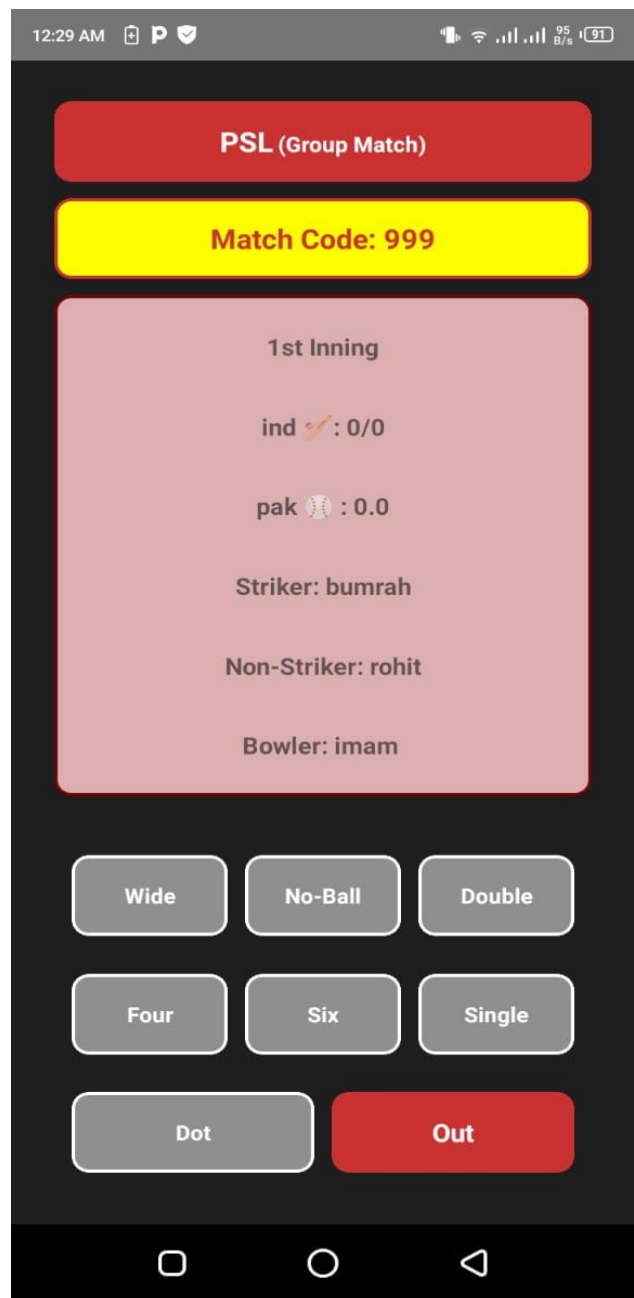 12:29 AM 95 B/s 91
PSL (Group Match)
Match Code: 999
1st Inning
ind 🏏: 0/0
pak ⚾ : 0.0
Striker: bumrah
Non-Striker: rohit
Bowler: imam
Wide No-Ball Double
Four Six Single
Dot Out